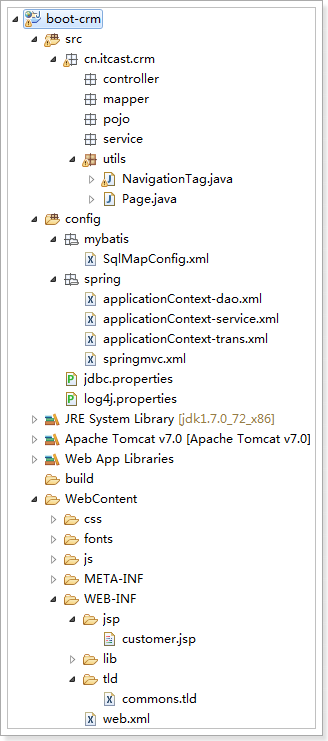 boot-crm
src
cn.itcast.crm
controller
mapper
pojo
service
utils
NavigationTag.java
Page.java
config
mybatis
SqlMapConfig.xml
spring
applicationContext-dao.xml
applicationContext-service.xml
applicationContext-trans.xml
springmvc.xml
jdbc.properties
log4j.properties
JRE System Library [jdk1.7.0_72_x86]
Apache Tomcat v7.0 [Apache Tomcat v7.0]
Web App Libraries
build
WebContent
css
fonts
js
META-INF
WEB-INF
jsp
customer.jsp
lib
tld
commons.tld
web.xml